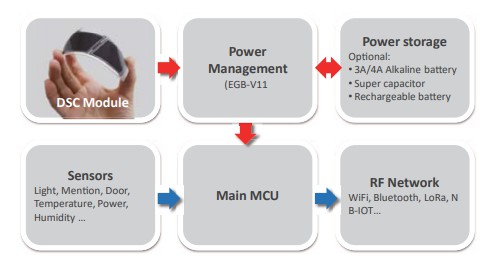 DSC Module
Power
Management
(EGB-V11
Power storage
Optional:
• 3A/4A Alkaline battery
• Super capacitor
• Rechargeable battery
Sensors
Light, Mention, Door,
Temperature, Power,
Humidity ...
Main MCU
RF Network
WiFi, Bluetooth, LoRa, N
B-IOT...